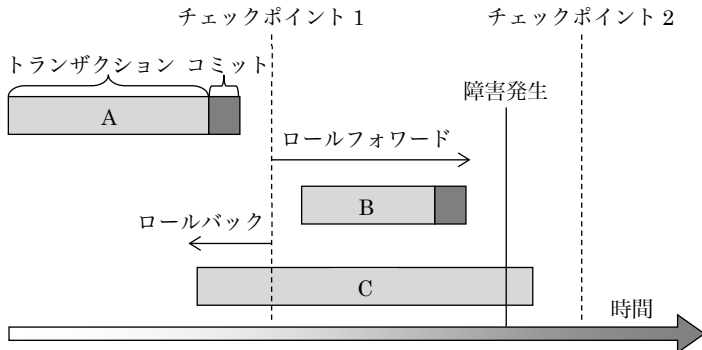 チェックポイント 1
チェックポイント 2
トランザクション コミット
障害発生
A
ロールフォワード
B
ロールバック
C
時間